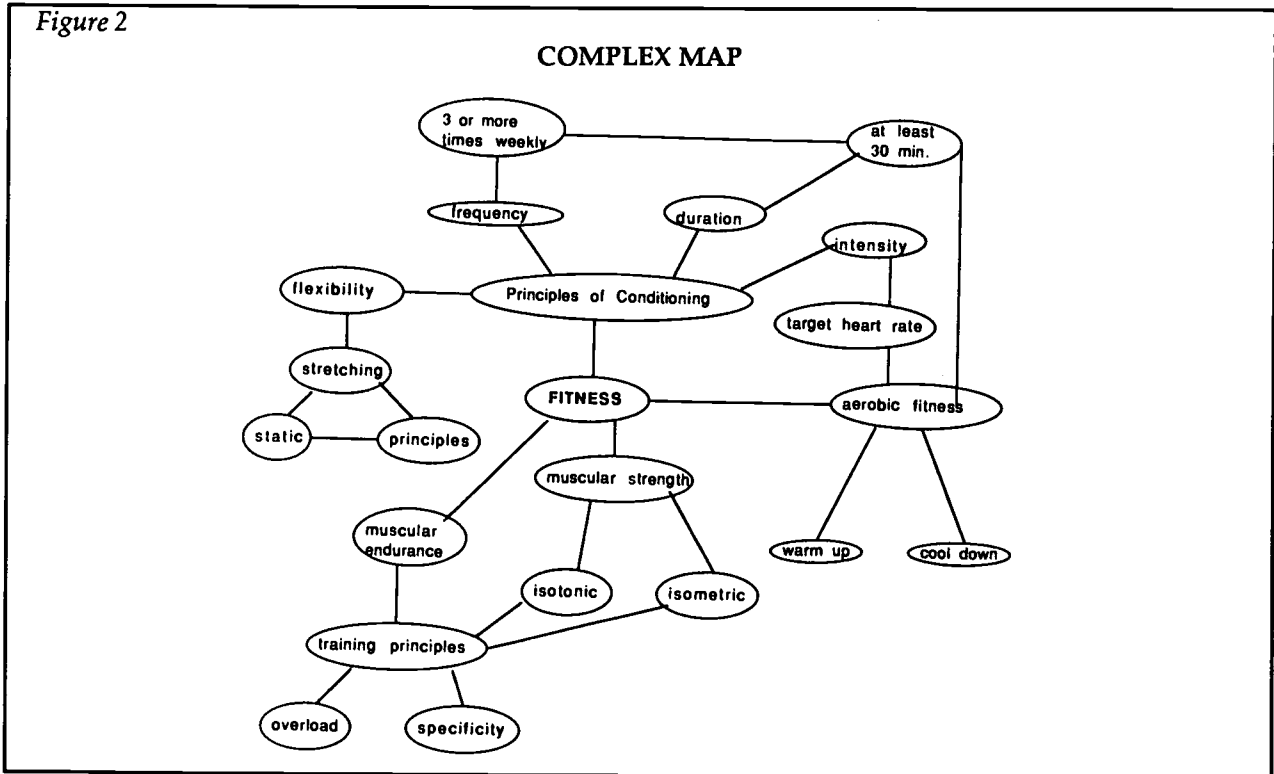 Figure 2
COMPLEX MAP
3 or more
times weekly
at least
30 min.
frequency
duration
intensity
flexibility
Principles of Conditioning
target heart rate
stretching
FITNESS
aerobic fitness
static
principles
muscular strength
muscular
endurance
warm up
cool down
isotonic
isometric
training principles
overload
specificity